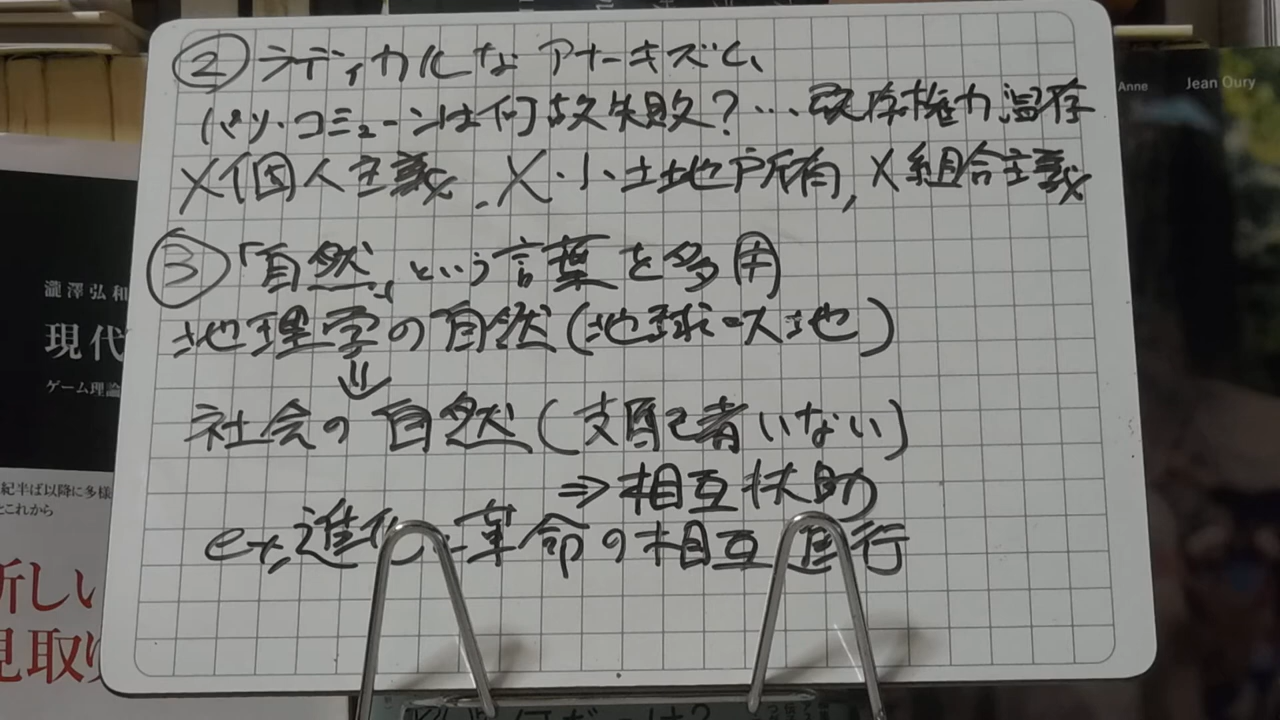 ②ラディカルなアナーキズム
パリ・コミューンは何故失敗？…既存権力温存
×個人主義、×小土地所有，×組合主義
③「自然」という言葉を多用
地理学の自然（地球＝大地）
⇓
社会の自然（支配者いない）
⇒相互扶助
ex,進化 革命の相互進行
瀧澤弘和
現代
ゲーム理論
紀半ば以降に多様
とこれから
新しい
見取り
Anne
Jean Oury